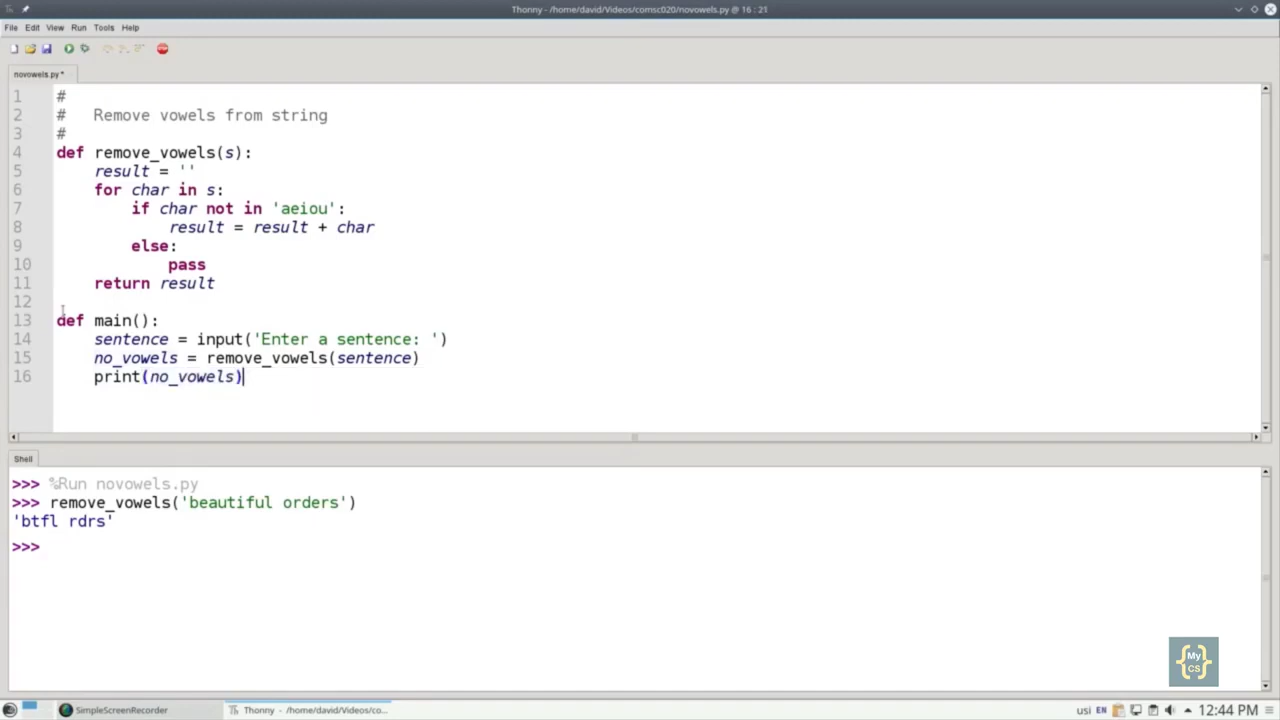 Thonny - /home/david/Videos/comsc020/novowels.py @ 16 : 21
File Edit View Run Tools Help
novowels.py *
1 #
2 # Remove vowels from string
3 #
4 def remove_vowels(s):
5 result = ''
6 for char in s:
7 if char not in 'aeiou':
8 result = result + char
9 else:
10 pass
11 return result
12
13 def main():
14 sentence = input('Enter a sentence: ')
15 no_vowels = remove_vowels(sentence)
16 print(no_vowels)
Shell
>>> %Run novowels.py
>>> remove_vowels('beautiful orders')
'btfl rdrs'
>>>
{My CS}
SimpleScreenRecorder Thonny - /home/david/Videos/co... usi EN 12:44 PM